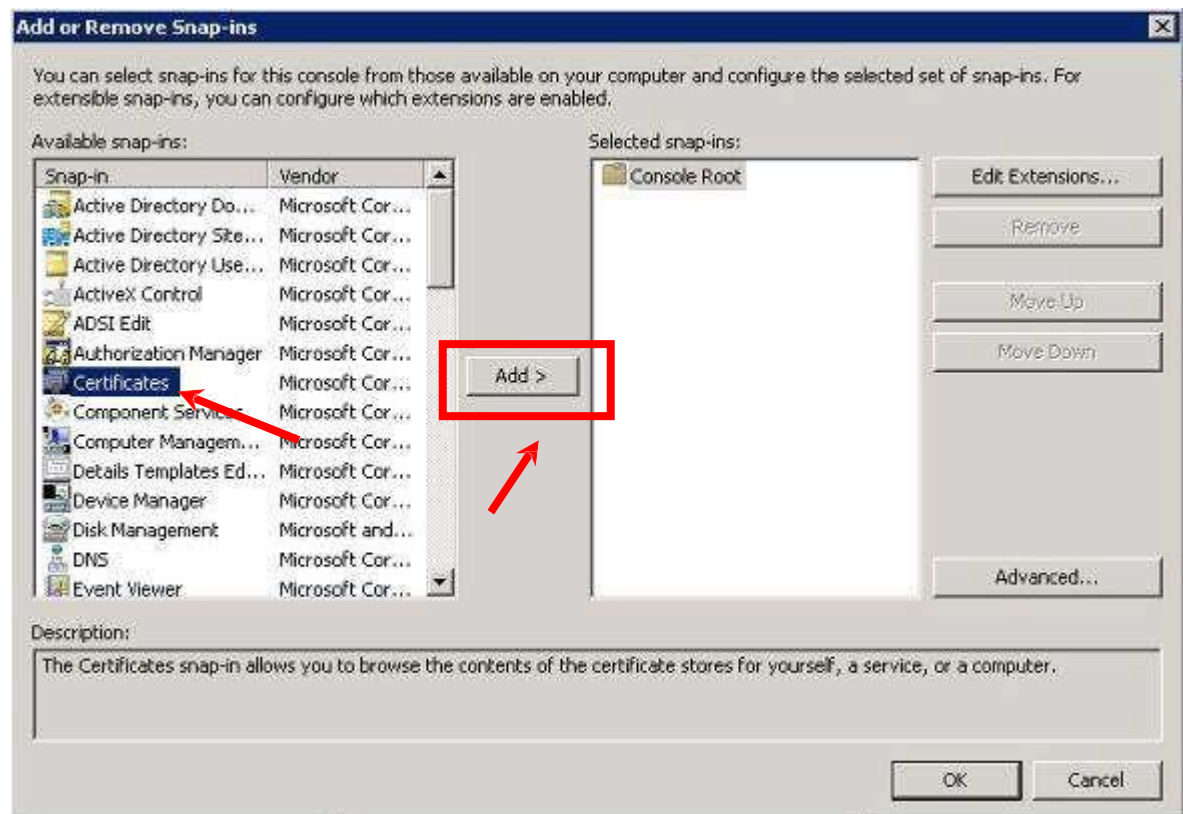 Add or Remove Snap-ins
You can select snap-ins for this console from those available on your computer and configure the selected set of snap-ins. For
extensible snap-ins, you can configure which extensions are enabled.
Available snap-ins:
Snap-in Vendor
Active Directory Do... Microsoft Cor...
Active Directory Site... Microsoft Cor...
Active Directory Use... Microsoft Cor...
ActiveX Control Microsoft Cor...
ADSI Edit Microsoft Cor...
Authorization Manager Microsoft Cor...
Certificates Microsoft Cor...
Component Services Microsoft Cor...
Computer Managem... Microsoft Cor...
Details Templates Ed... Microsoft Cor...
Device Manager Microsoft Cor...
Disk Management Microsoft and...
DNS Microsoft Cor...
Event Viewer Microsoft Cor...
Add >
Selected snap-ins:
Console Root
Edit Extensions...
Remove
Move Up
Move Down
Advanced...
Description:
The Certificates snap-in allows you to browse the contents of the certificate stores for yourself, a service, or a computer.
OK Cancel